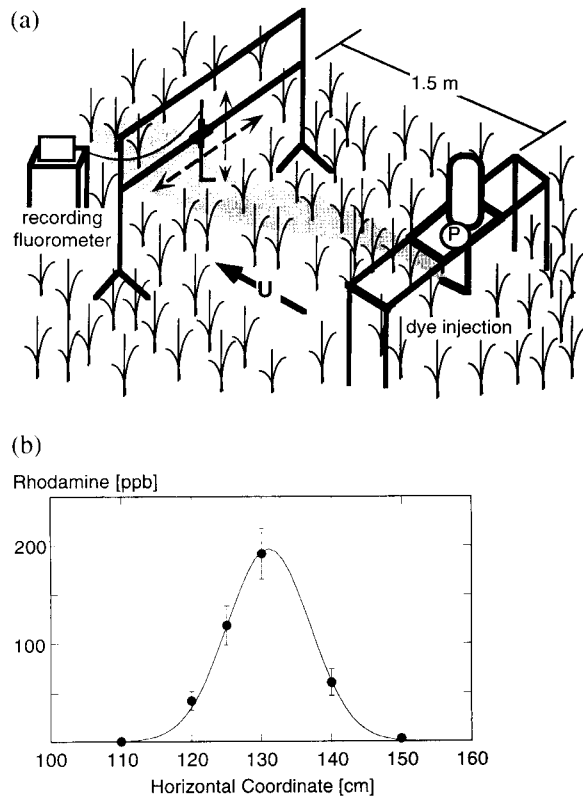 (a)
1.5 m
recording
fluorometer
P
U
dye injection
(b)
Rhodamine [ppb]
200
100
100 110 120 130 140 150 160
Horizontal Coordinate [cm]